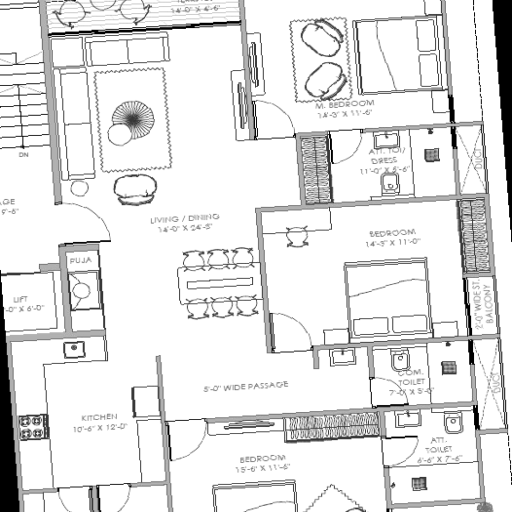 14'-0" X 4'-6"
M. BEDROOM
14'-3" X 11'-6"
DN
ATT. TOI/
DRESS
11'-0" X 5'-6"
DUCT
9'-6"
LIVING / DINING
14'-0" X 24'-5"
BEDROOM
14'-3" X 11'-0"
PUJA
LIFT
6'-0"
2'-0" WIDE ST.
BALCONY
5'-0" WIDE PASSAGE
COM.
TOILET
7'-0" X 5'-0"
DUCT
KITCHEN
10'-6" X 12'-0"
ATT.
TOILET
6'-6" X 7'-6"
BEDROOM
15'-6" X 11'-6"